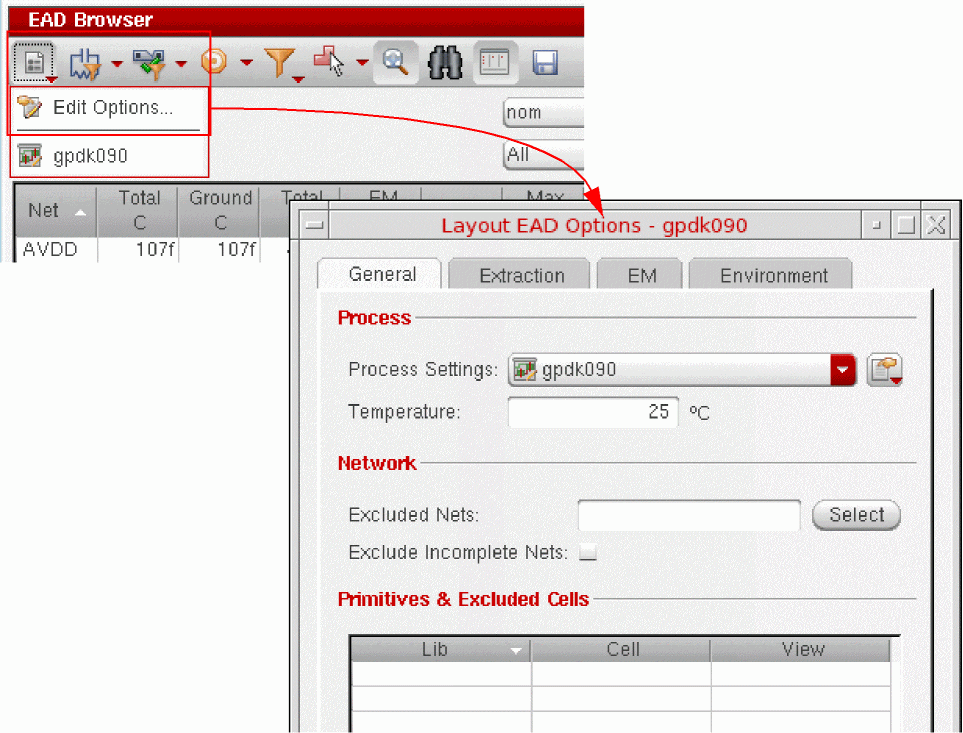 EAD Browser
Edit Options...
nom
gpdk090
All
Net Total C Ground C Total EM Max
AVDD 107f 107f
Layout EAD Options - gpdk090
General Extraction EM Environment
Process
Process Settings: gpdk090
Temperature: 25 ºC
Network
Excluded Nets: Select
Exclude Incomplete Nets:
Primitives & Excluded Cells
Lib Cell View